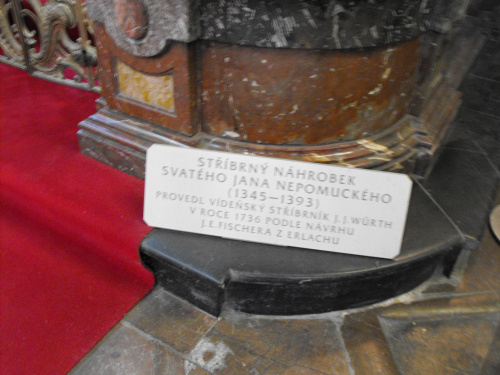 STŘÍBRNÝ NÁHROBEK
SVATÉHO JANA NEPOMUCKÉHO
(1345–1393)
PROVEDL VÍDEŇSKÝ STŘÍBRNÍK J.J.WÜRTH
V ROCE 1736 PODLE NÁVRHU
J.E.FISCHERA Z ERLACHU